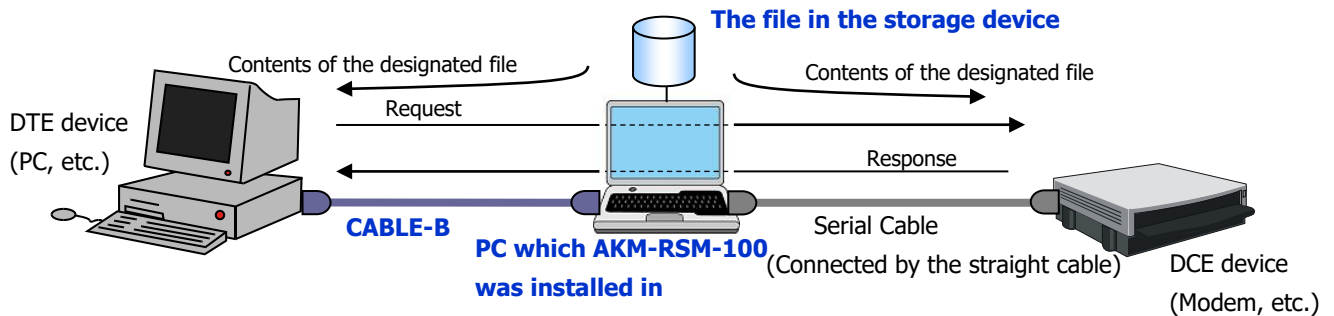 The file in the storage device
Contents of the designated file
Contents of the designated file
Request
DTE device
(PC, etc.)
Response
CABLE-B
PC which AKM-RSM-100
was installed in
Serial Cable
(Connected by the straight cable)
DCE device
(Modem, etc.)